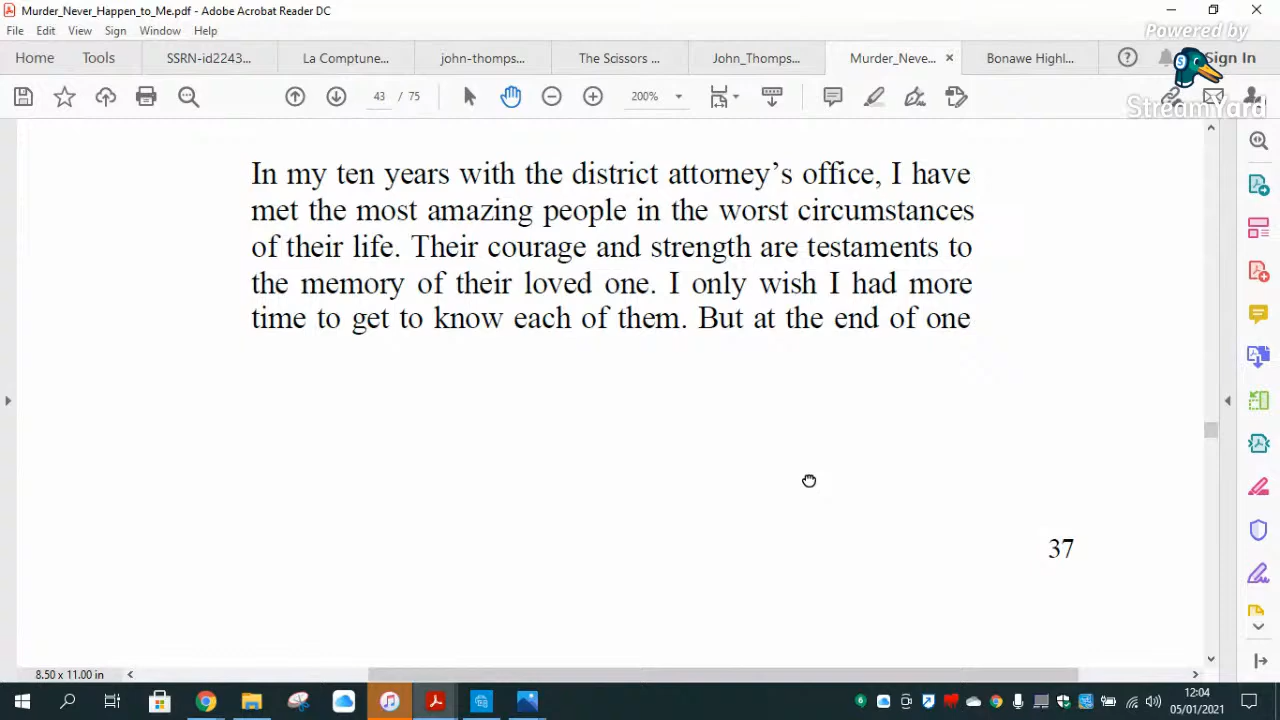 Murder_Never_Happen_to_Me.pdf - Adobe Acrobat Reader DC
File Edit View Sign Window Help
Powered by
Home Tools SSRN-id2243... La Comptune... john-thomps... The Scissors ... John_Thomps... Murder_Neve... × Bonawe Highl... Sign In
43 / 75 200%
StreamYard
In my ten years with the district attorney’s office, I have
met the most amazing people in the worst circumstances
of their life. Their courage and strength are testaments to
the memory of their loved one. I only wish I had more
time to get to know each of them. But at the end of one
37
8.50 x 11.00 in
12:04
05/01/2021